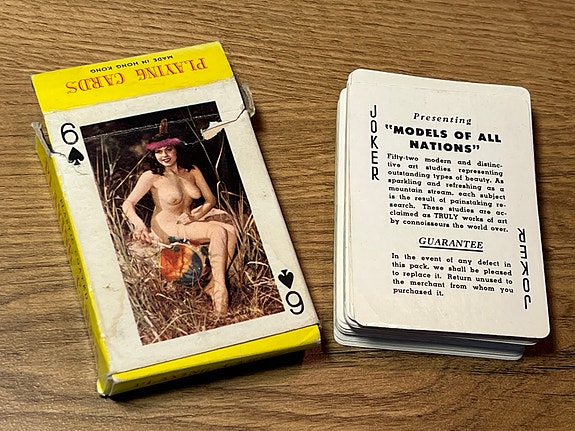 PLAYING CARDS
MADE IN HONG KONG
6
6
JOKER
Presenting
"MODELS OF ALL
NATIONS"
Fifty-two modern and distinc-
tive art studies representing
outstanding types of beauty. As
sparkling and refreshing as a
mountain stream, each subject
is the result of painstaking re-
search. These studies are ac-
claimed as TRULY works of art
by connoisseurs the world over.
GUARANTEE
In the event of any defect in
this pack, we shall be pleased
to replace it. Return unused to
the merchant from whom you
purchased it.
JOKER